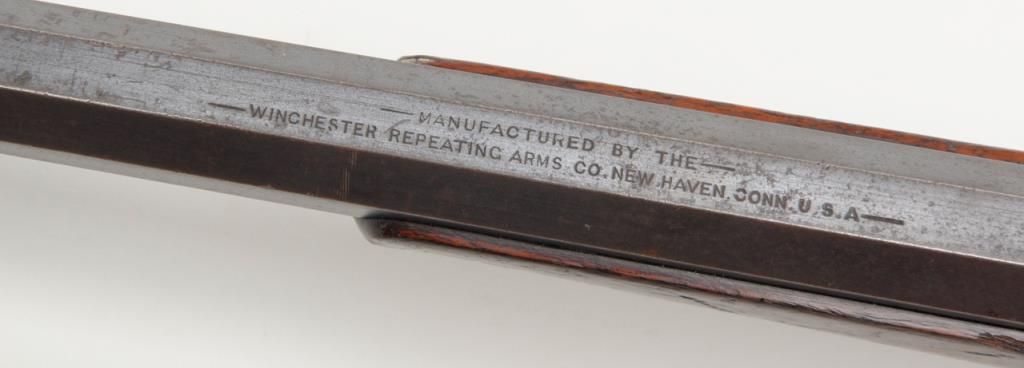 —MANUFACTURED BY THE—
—WINCHESTER REPEATING ARMS CO. NEW HAVEN. CONN. U.S.A—